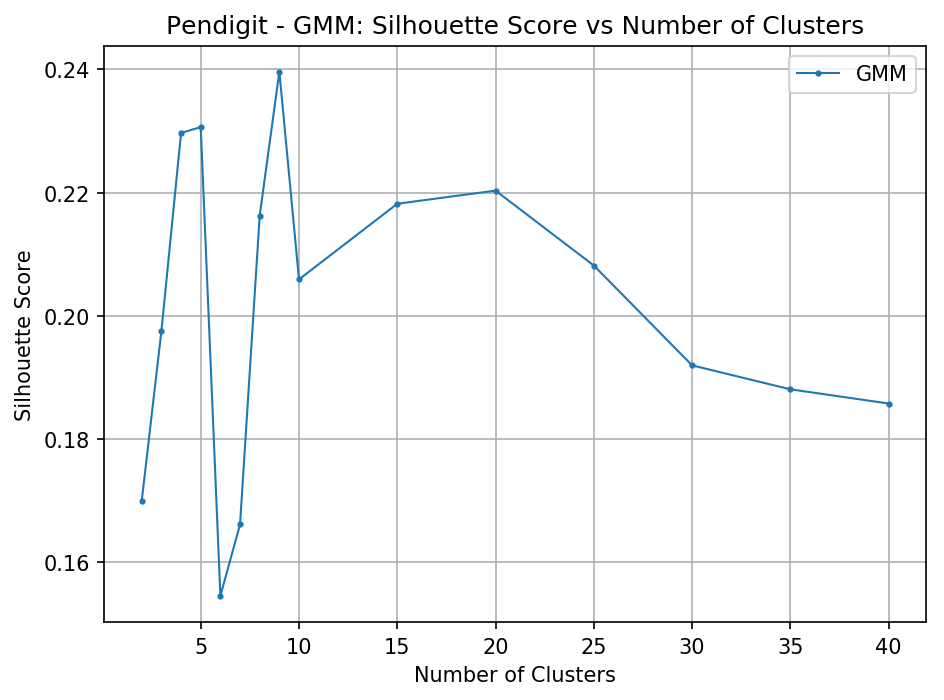 Pendigit - GMM: Silhouette Score vs Number of Clusters
GMM
Silhouette Score
0.24
0.22
0.20
0.18
0.16
5 10 15 20 25 30 35 40
Number of Clusters